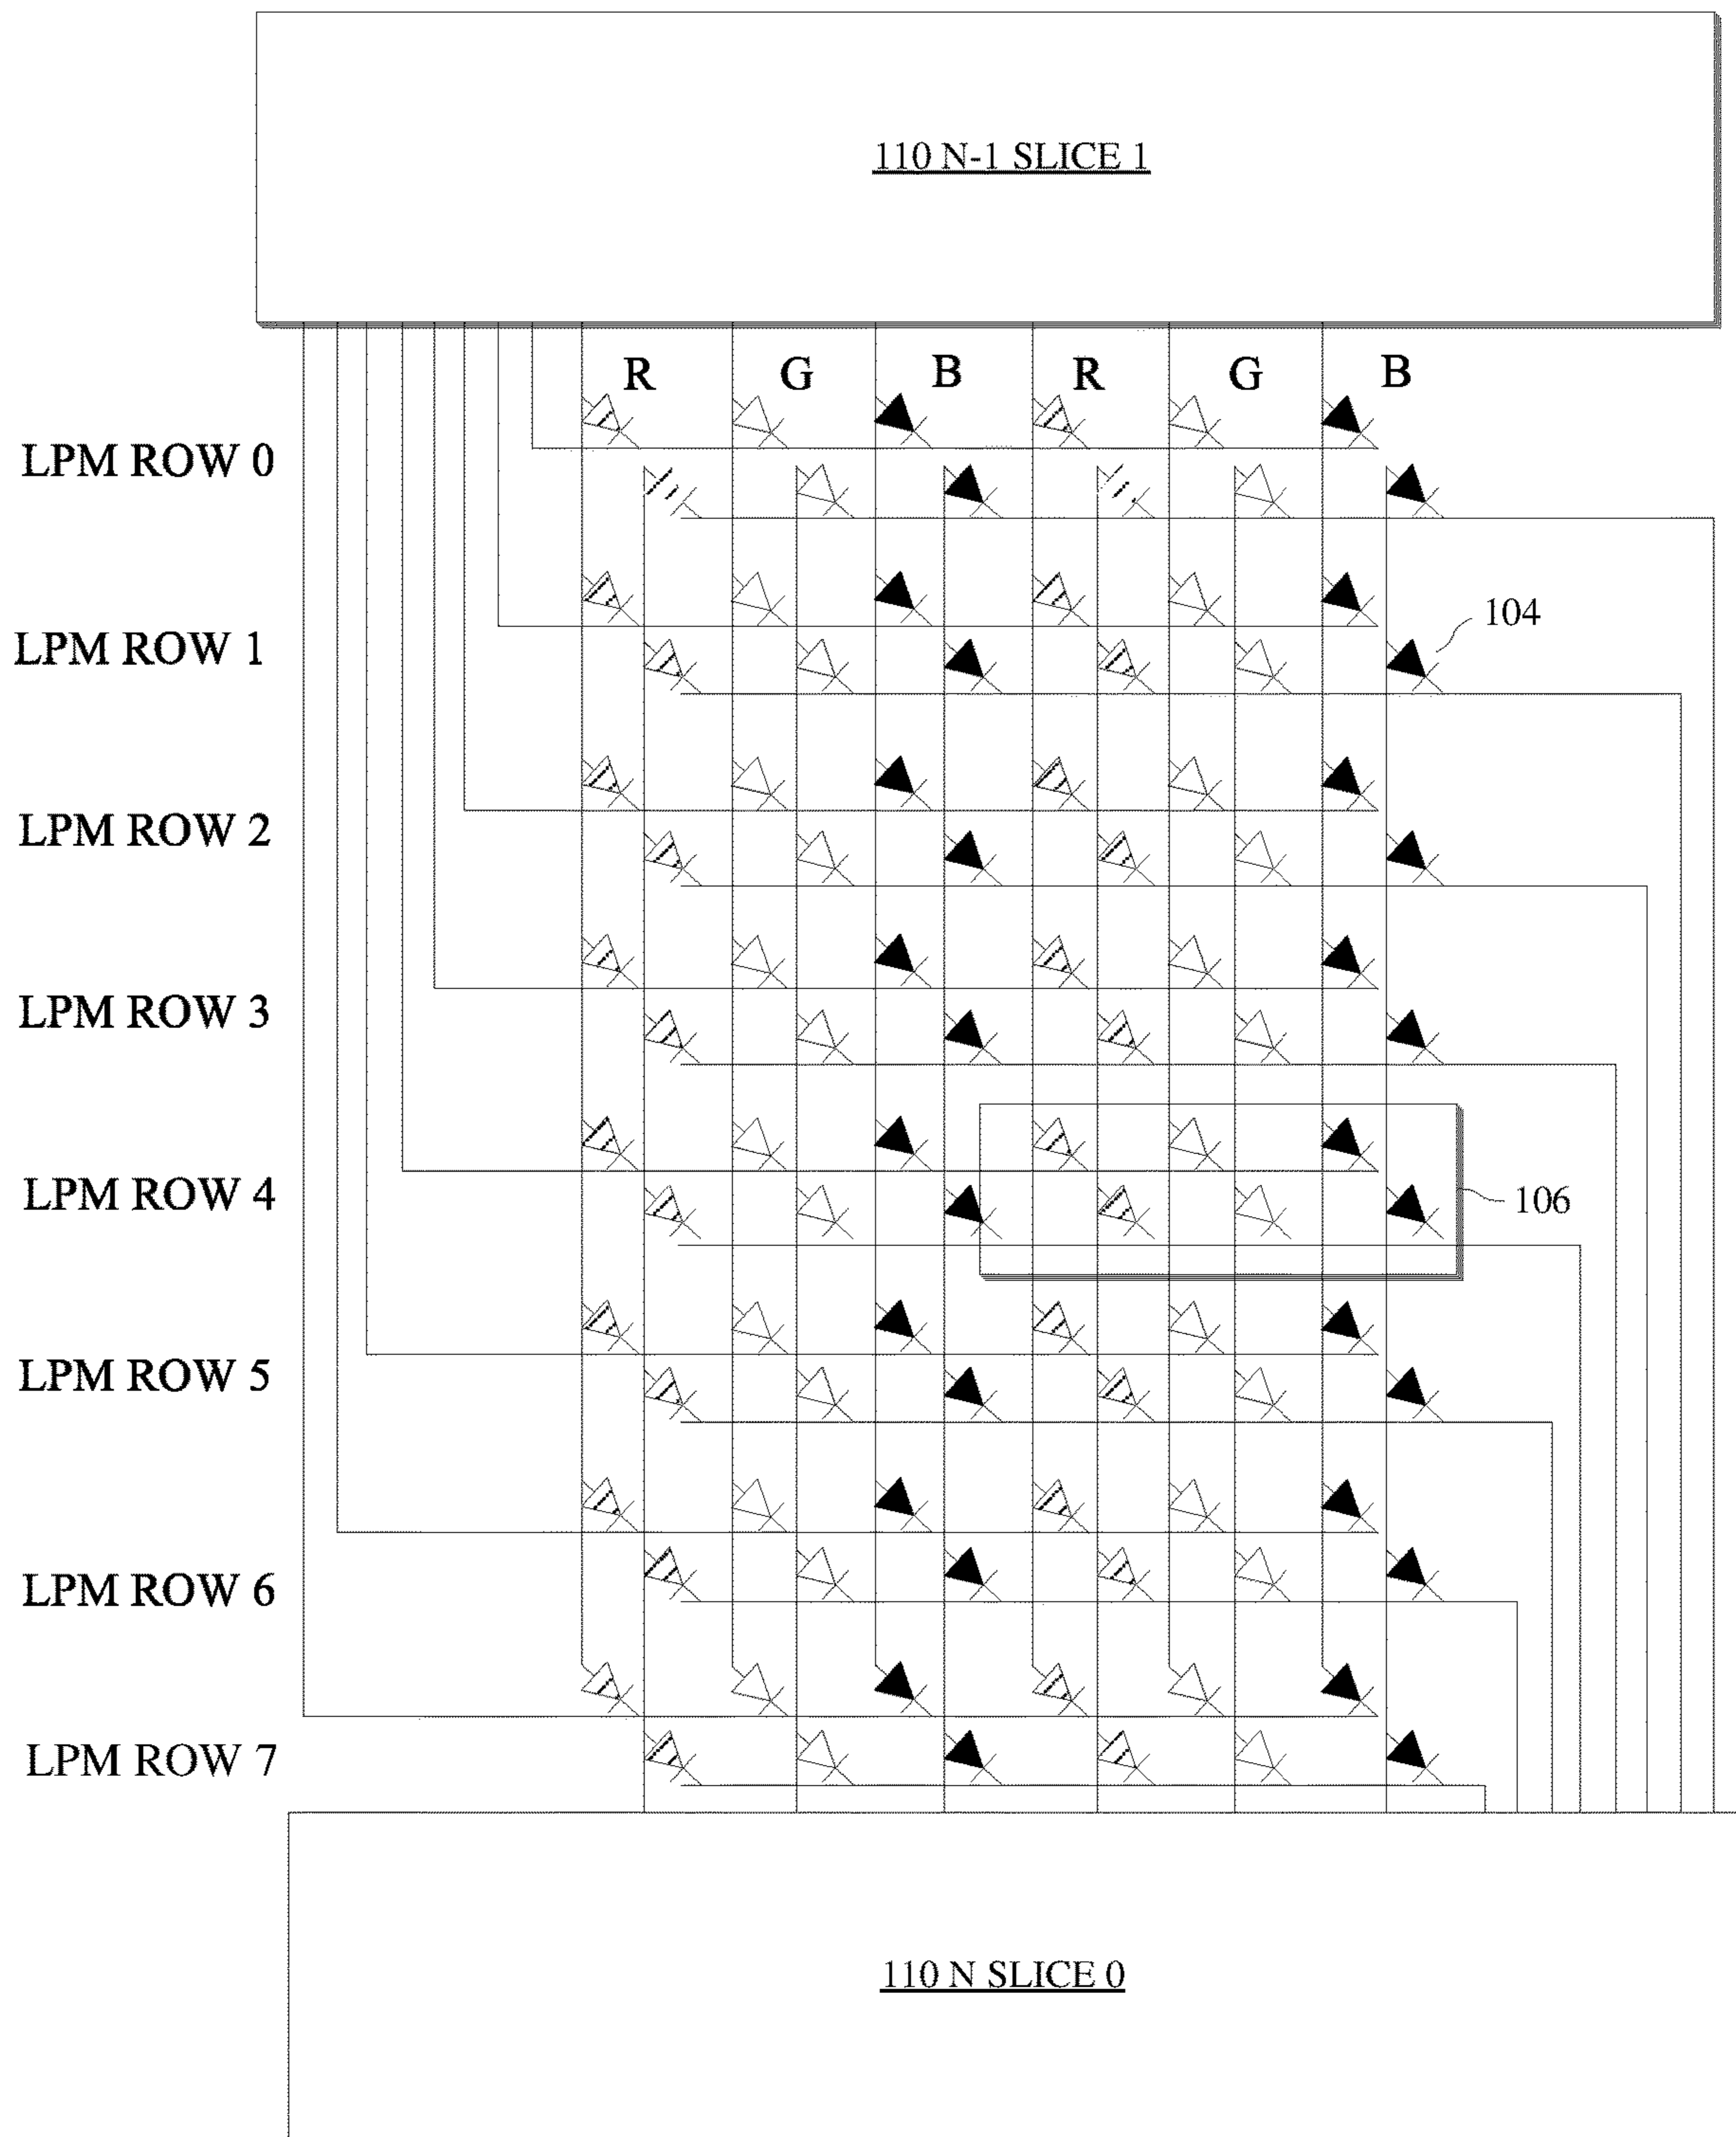 110 N-1 SLICE 1
R G B R G B
LPM ROW 0
104
LPM ROW 1
LPM ROW 2
LPM ROW 3
LPM ROW 4
106
LPM ROW 5
LPM ROW 6
LPM ROW 7
110 N SLICE 0